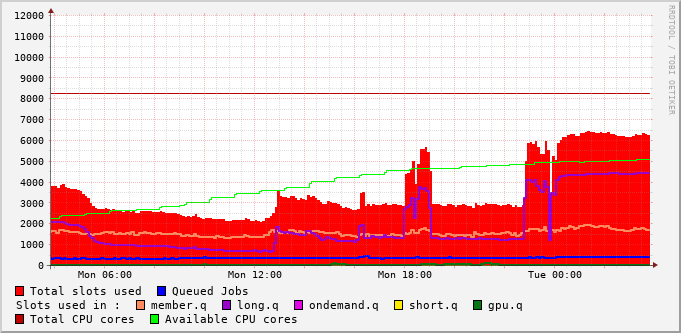 12000
11000
10000
9000
8000
7000
6000
5000
4000
3000
2000
1000
0
Mon 06:00 Mon 12:00 Mon 18:00 Tue 00:00
Total slots used Queued Jobs
Slots used in : member.q long.q ondemand.q short.q gpu.q
Total CPU cores Available CPU cores
RRDTOOL / TOBI OETIKER